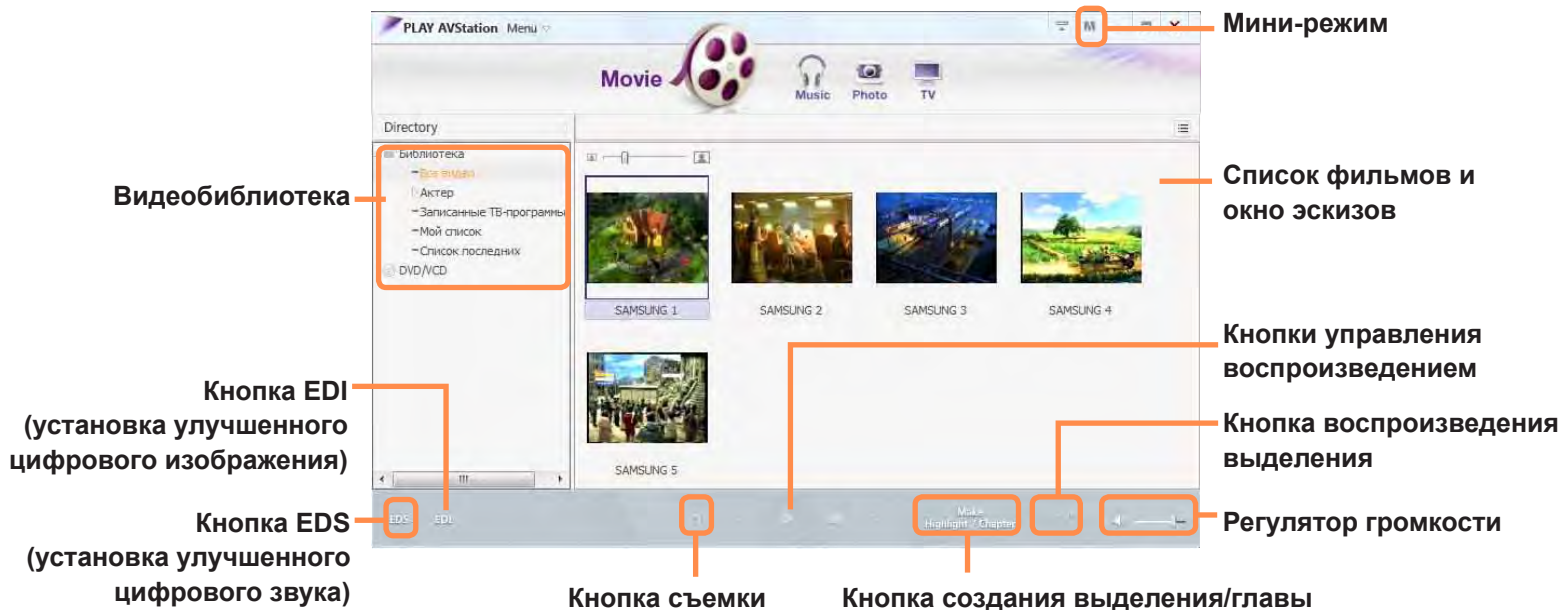 PLAY AVStation Menu
M
Мини-режим
Movie
Music
Photo
TV
Directory
Библиотека
Все видео
Актер
Записанные ТВ-программы
Мой список
Список последних
DVD/VCD
Видеобиблиотека
Список фильмов и
окно эскизов
SAMSUNG 1
SAMSUNG 2
SAMSUNG 3
SAMSUNG 4
SAMSUNG 5
Кнопки управления
воспроизведением
Кнопка EDI
(установка улучшенного
цифрового изображения)
Кнопка воспроизведения
выделения
EDS
EDI
Make
Highlight / Chapter
Регулятор громкости
Кнопка EDS
(установка улучшенного
цифрового звука)
Кнопка съемки
Кнопка создания выделения/главы